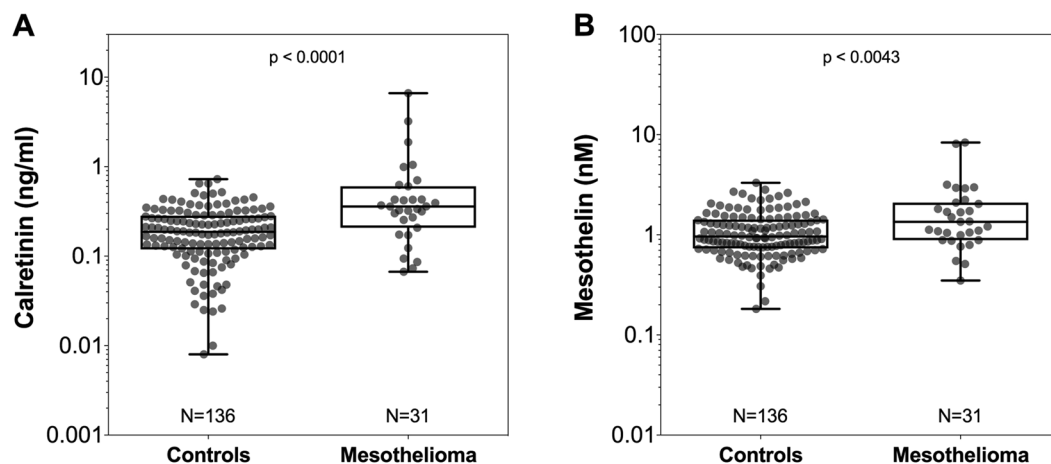 A
p < 0.0001
Calretinin (ng/ml)
10
1
0.1
0.01
0.001
N=136
N=31
Controls
Mesothelioma
B
p < 0.0043
Mesothelin (nM)
100
10
1
0.1
0.01
N=136
N=31
Controls
Mesothelioma